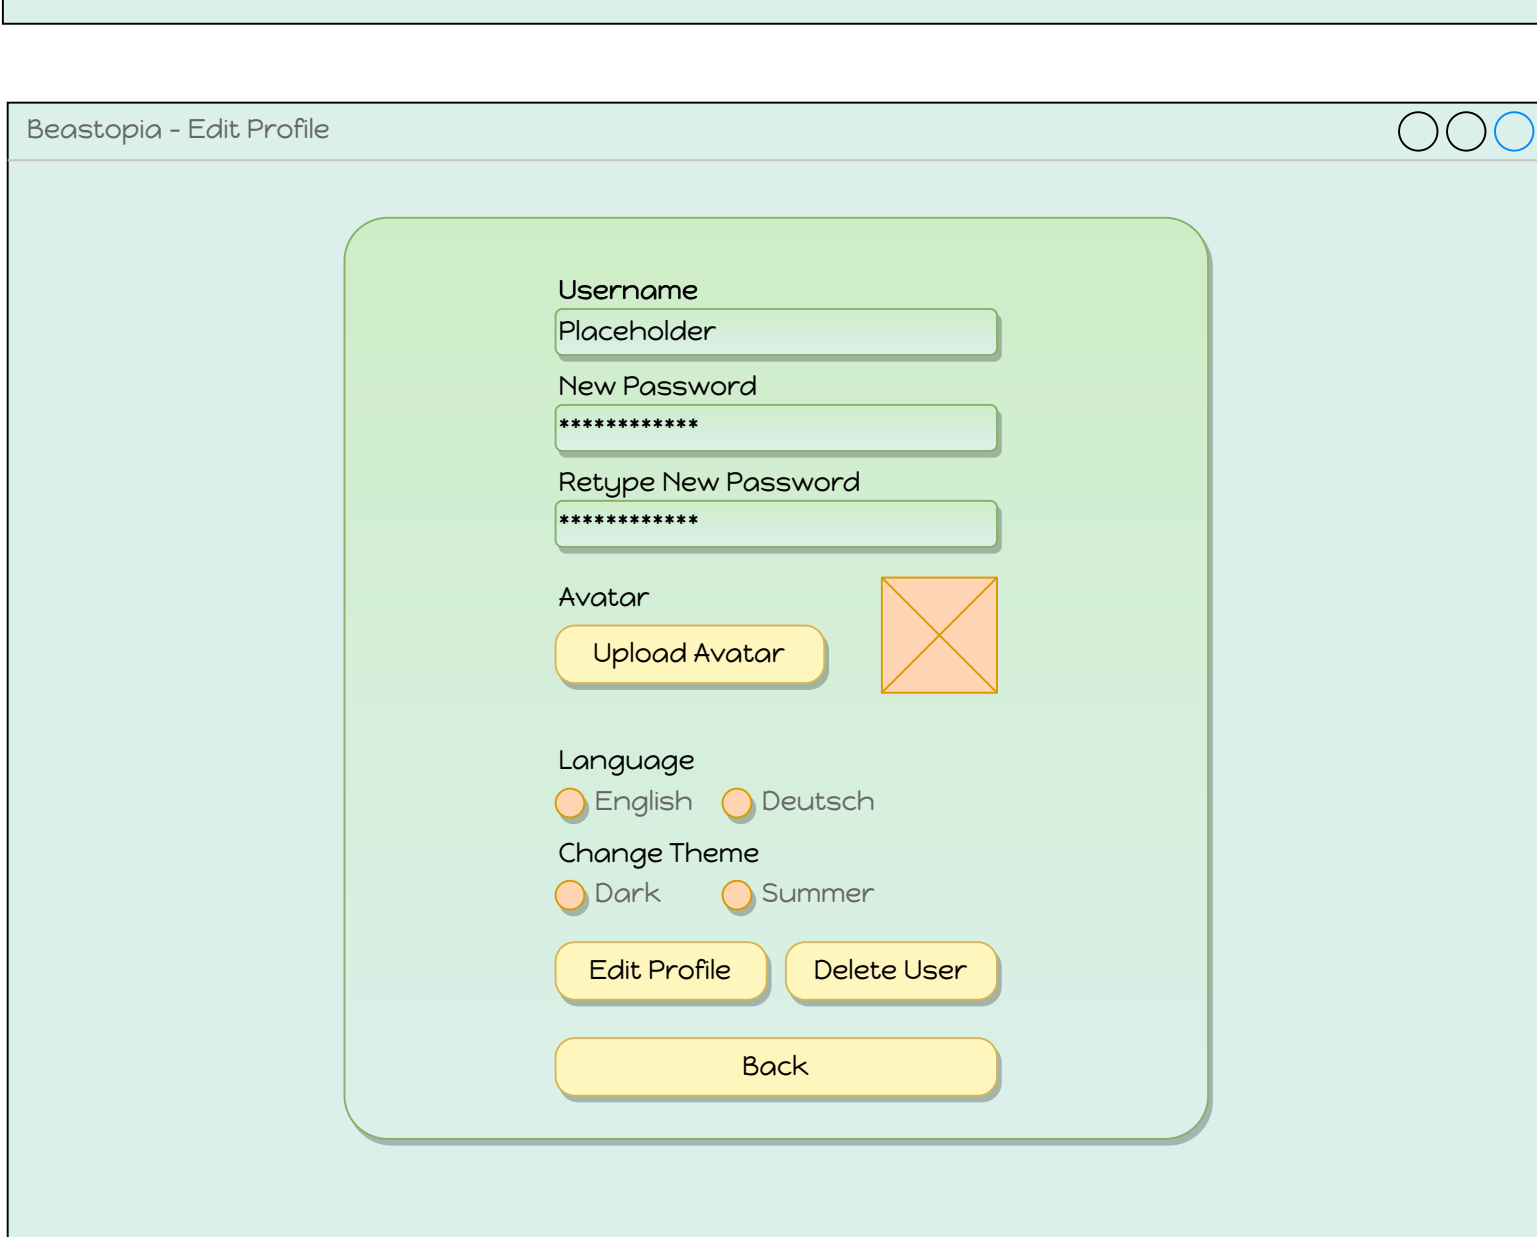 Beastopia - Edit Profile
Username
Placeholder
New Password
************
Retype New Password
************
Avatar
Upload Avatar
Language
English Deutsch
Change Theme
Dark Summer
Edit Profile Delete User
Back